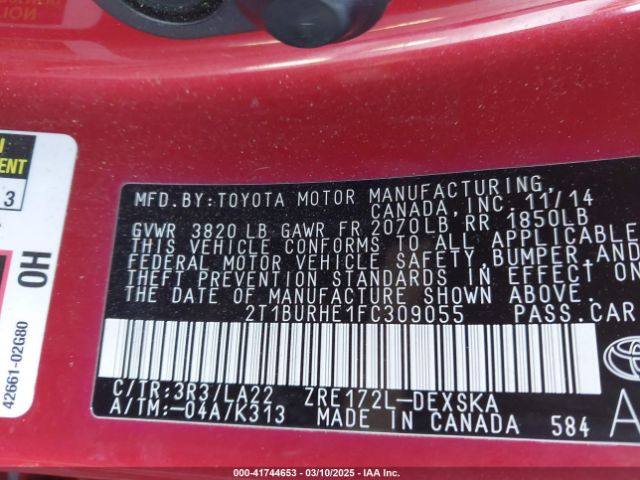 MFD.BY:TOYOTA MOTOR MANUFACTURING,
CANADA, INC. 11/14
GVWR 3820 LB GAWR FR 2070LB, RR 1850LB
THIS VEHICLE CONFORMS TO ALL APPLICABLE
FEDERAL MOTOR VEHICLE SAFETY, BUMPER, AND
THEFT PREVENTION STANDARDS IN EFFECT ON
THE DATE OF MANUFACTURE SHOWN ABOVE.
2T1BURHE1FC309055 PASS.CAR
C/TR:3R3/LA22 ZRE172L-DEXSKA
A/TM:-04A/K313 MADE IN CANADA 584
42661-02G80
OH
3
000-41744653 - 03/10/2025 - IAA Inc.